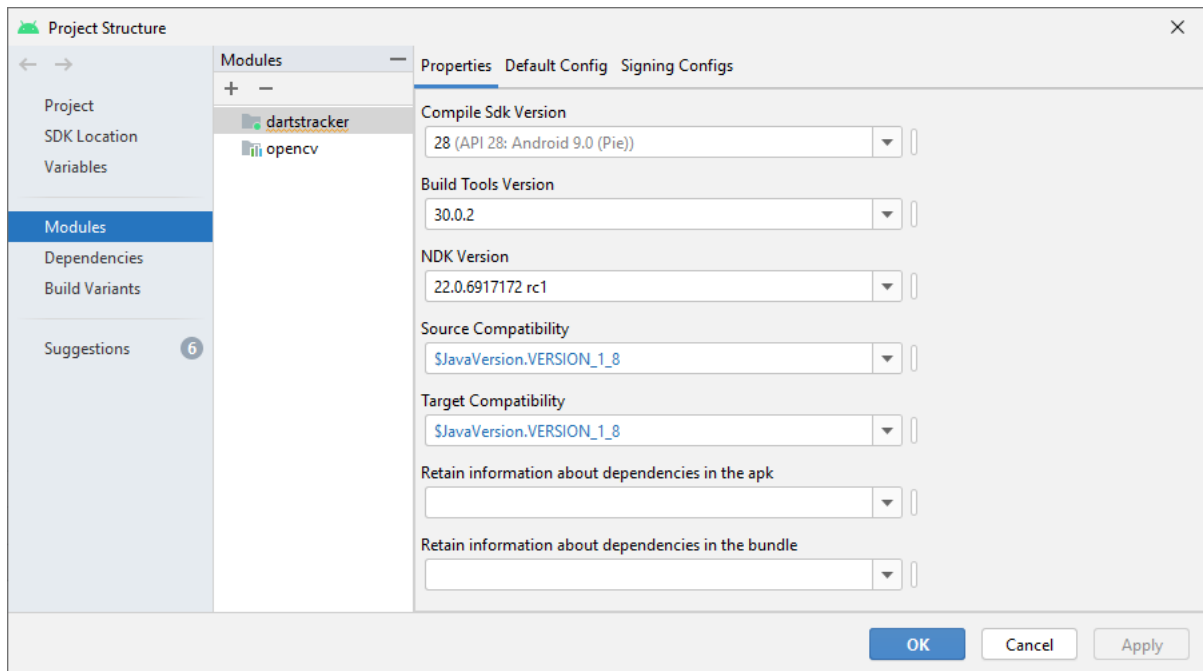 Project Structure
Project
SDK Location
Variables
Modules
Dependencies
Build Variants
Suggestions
6
Modules
dartstracker
opencv
Properties Default Config Signing Configs
Compile Sdk Version
28 (API 28: Android 9.0 (Pie))
Build Tools Version
30.0.2
NDK Version
22.0.6917172 rc1
Source Compatibility
$JavaVersion.VERSION_1_8
Target Compatibility
$JavaVersion.VERSION_1_8
Retain information about dependencies in the apk
Retain information about dependencies in the bundle
OK Cancel Apply